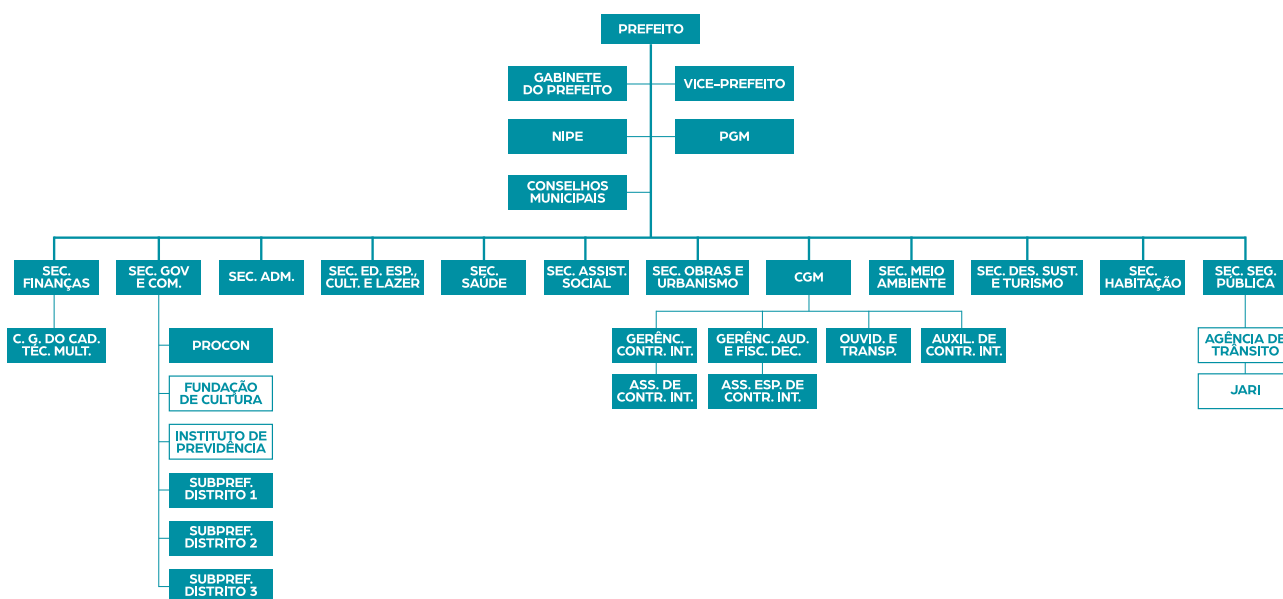 PREFEITO
GABINETE
DO PREFEITO
VICE-PREFEITO
NIPE
PGM
CONSELHOS
MUNICIPAIS
SEC.
FINANÇAS
SEC. GOV
E COM.
SEC. ADM.
SEC. ED. ESP.,
CULT. E LAZER
SEC.
SAÚDE
SEC. ASSIST.
SOCIAL
SEC. OBRAS E
URBANISMO
CGM
SEC. MEIO
AMBIENTE
SEC. DES. SUST.
E TURISMO
SEC.
HABITAÇÃO
SEC. SEG.
PÚBLICA
C. G. DO CAD.
TÉC. MULT.
PROCON
FUNDAÇÃO
DE CULTURA
INSTITUTO DE
PREVIDÊNCIA
SUBPREF.
DISTRITO 1
SUBPREF.
DISTRITO 2
SUBPREF.
DISTRITO 3
GERÊNC.
CONTR. INT.
GERÊNC. AUD.
E FISC. DEC.
OUVID. E
TRANSP.
AUXIL. DE
CONTR. INT.
ASS. DE
CONTR. INT.
ASS. ESP. DE
CONTR. INT.
AGÊNCIA DE
TRÂNSITO
JARI